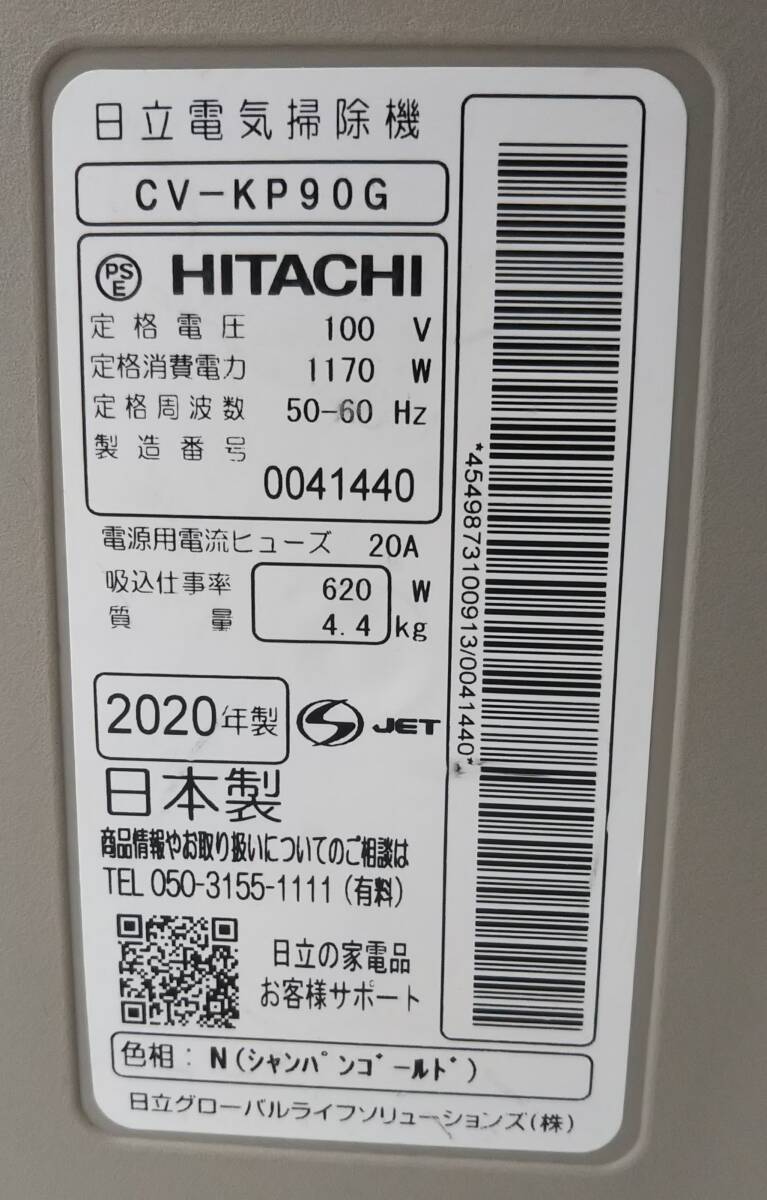 日立電気掃除機
CV-KP90G
PSE HITACHI
定格電圧 100 V
定格消費電力 1170 W
定格周波数 50-60 Hz
製造番号
0041440
電源用電流ヒューズ 20A
吸込仕事率 620 W
質量 4.4 kg
2020年製 S JET
日本製
商品情報やお取り扱いについてのご相談は
TEL 050-3155-1111 (有料)
日立の家電品
お客様サポート
色相: N(シャンパンゴールド)
日立グローバルライフソリューションズ(株)
*4549873100913/0041440*